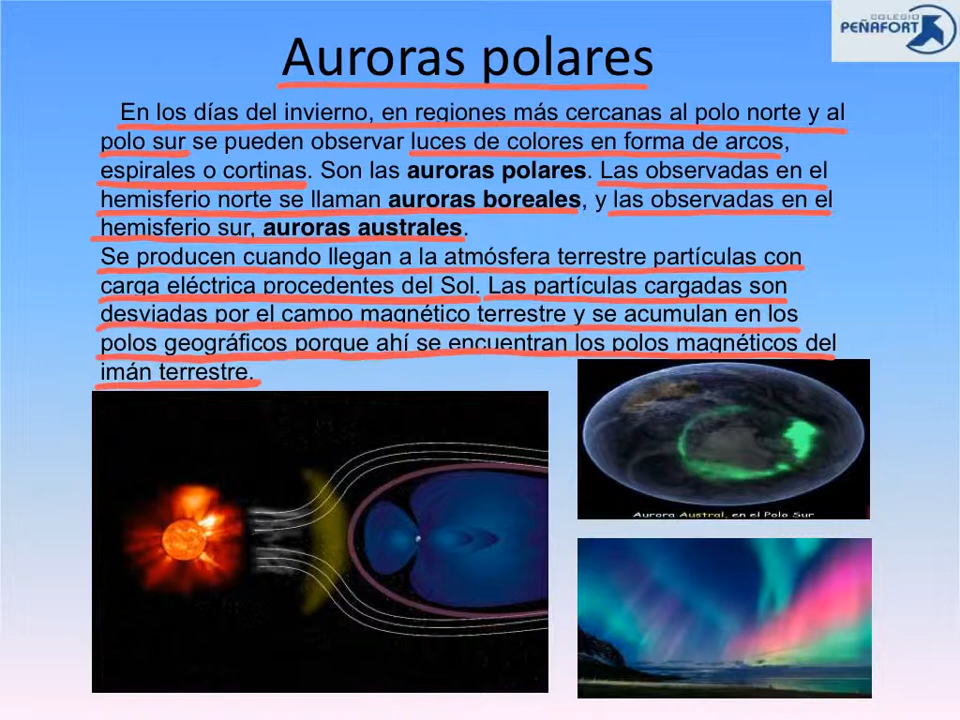 COLEGIO
PEÑAFORT
Auroras polares
En los días del invierno, en regiones más cercanas al polo norte y al
polo sur se pueden observar luces de colores en forma de arcos,
espirales o cortinas. Son las auroras polares. Las observadas en el
hemisferio norte se llaman auroras boreales, y las observadas en el
hemisferio sur, auroras australes.
Se producen cuando llegan a la atmósfera terrestre partículas con
carga eléctrica procedentes del Sol. Las partículas cargadas son
desviadas por el campo magnético terrestre y se acumulan en los
polos geográficos porque ahí se encuentran los polos magnéticos del
imán terrestre.
Aurora Austral, en el Polo Sur